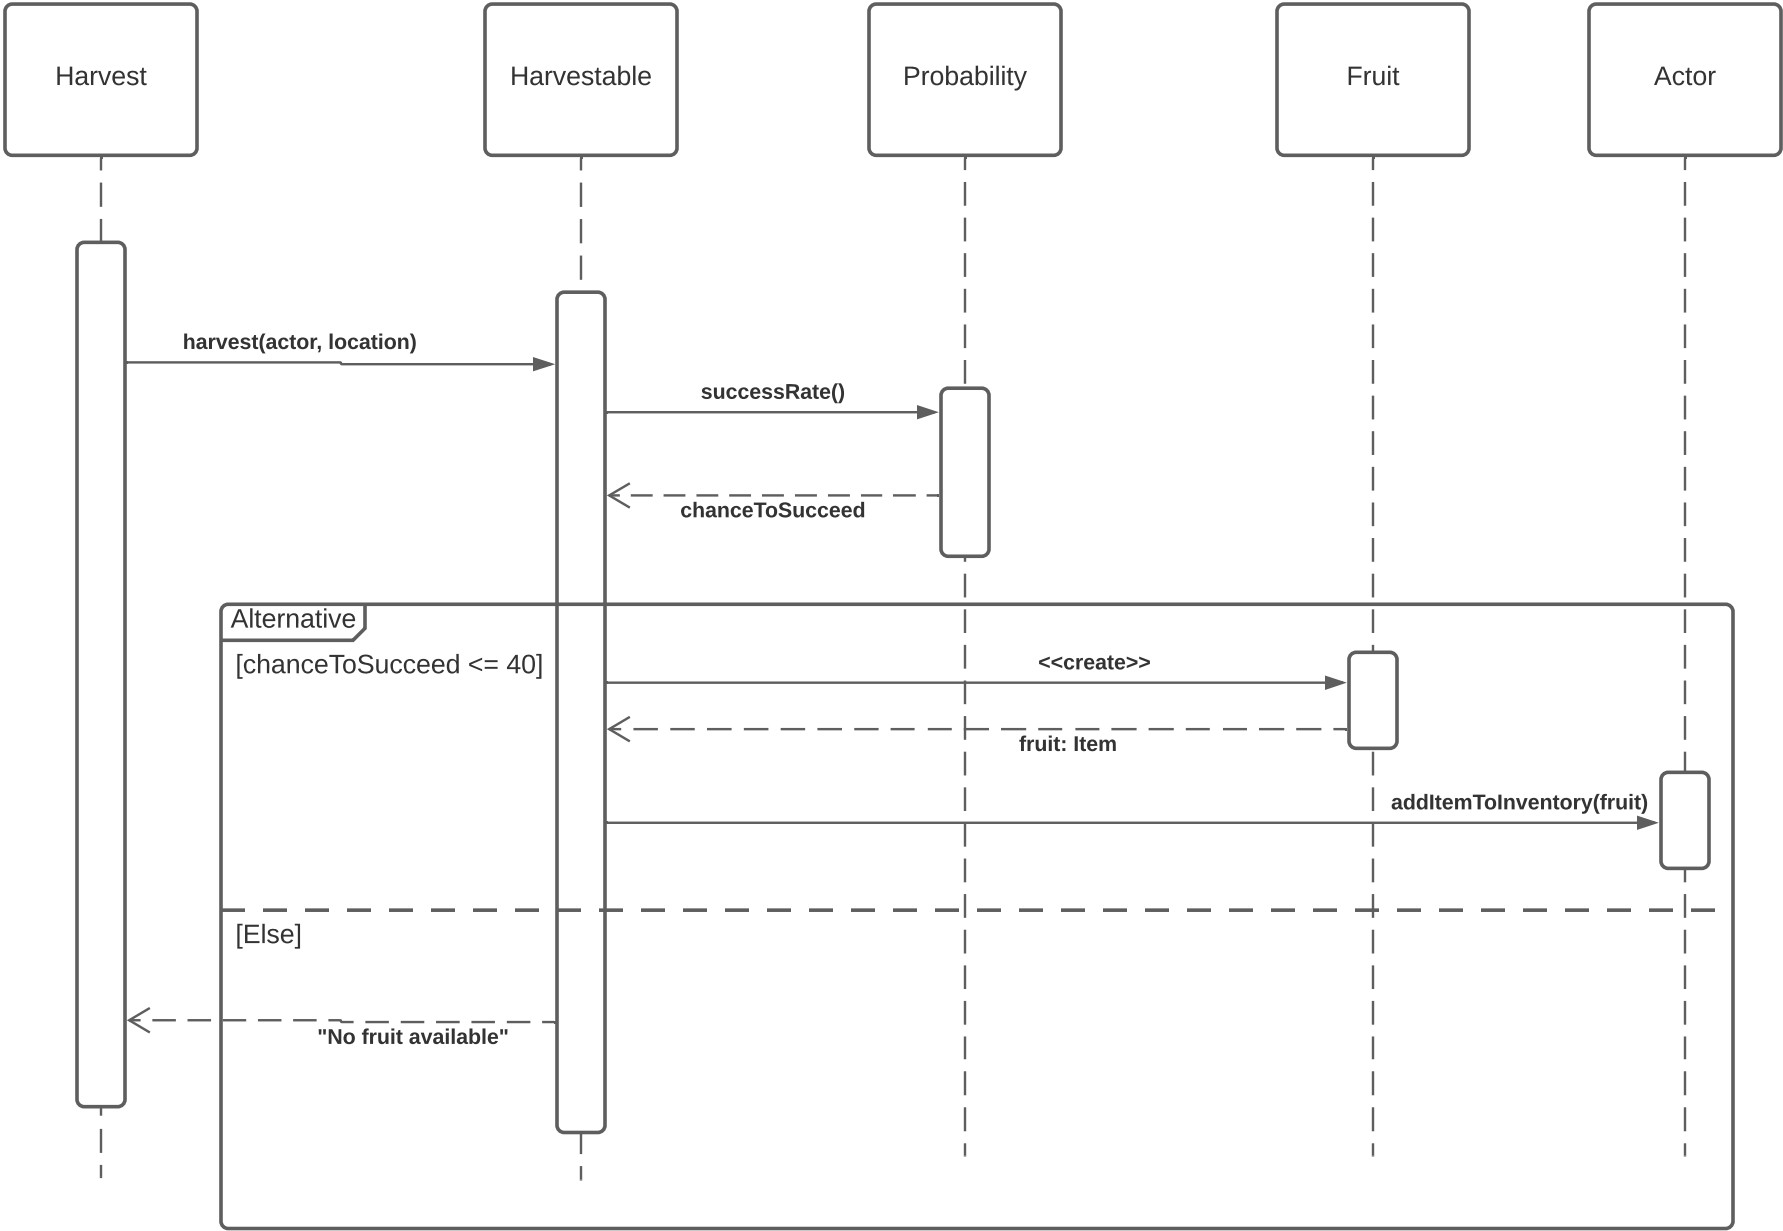 Harvest
Harvestable
Probability
Fruit
Actor
harvest(actor, location)
successRate()
chanceToSucceed
Alternative
[chanceToSucceed <= 40]
<<create>>
fruit: Item
addItemToInventory(fruit)
[Else]
"No fruit available"